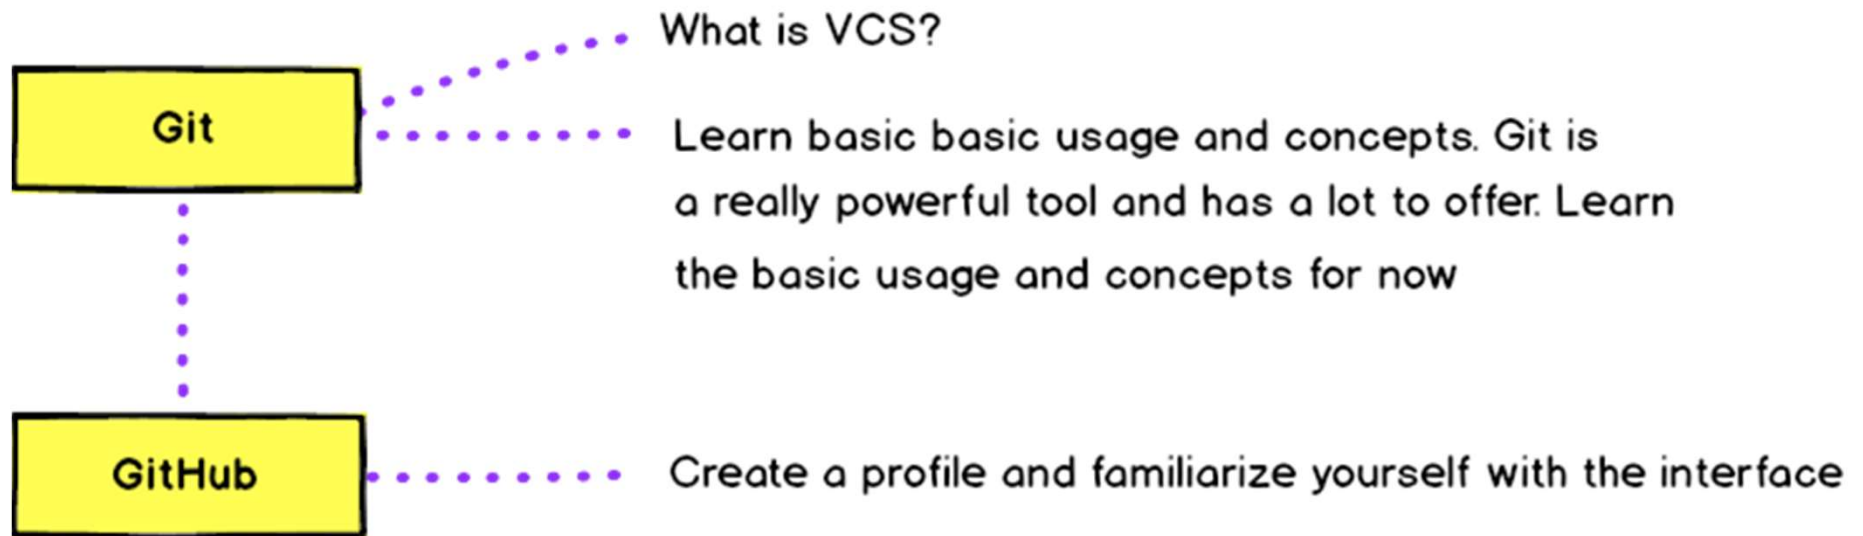 What is VCS?
Git
Learn basic basic usage and concepts. Git is
a really powerful tool and has a lot to offer. Learn
the basic usage and concepts for now
GitHub
Create a profile and familiarize yourself with the interface